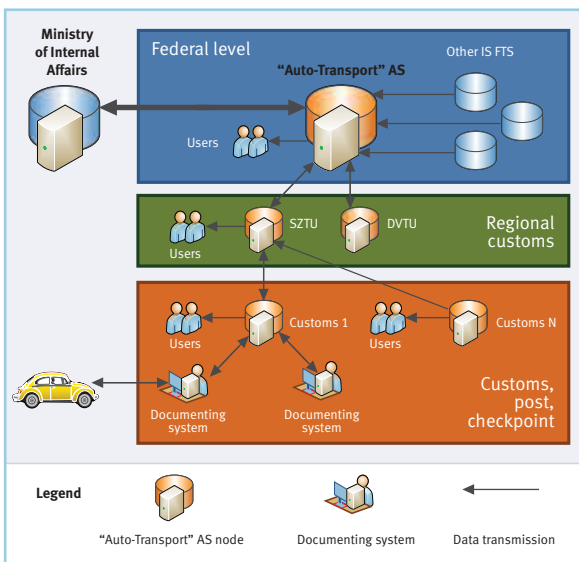 Ministry
of Internal
Affairs
Federal level
"Auto-Transport" AS
Other IS FTS
Users
SZTU
DVTU
Users
Regional
customs
Users
Customs 1
Users
Customs N
Documenting
system
Documenting
system
Customs,
post,
checkpoint
Legend
"Auto-Transport" AS node
Documenting system
Data transmission